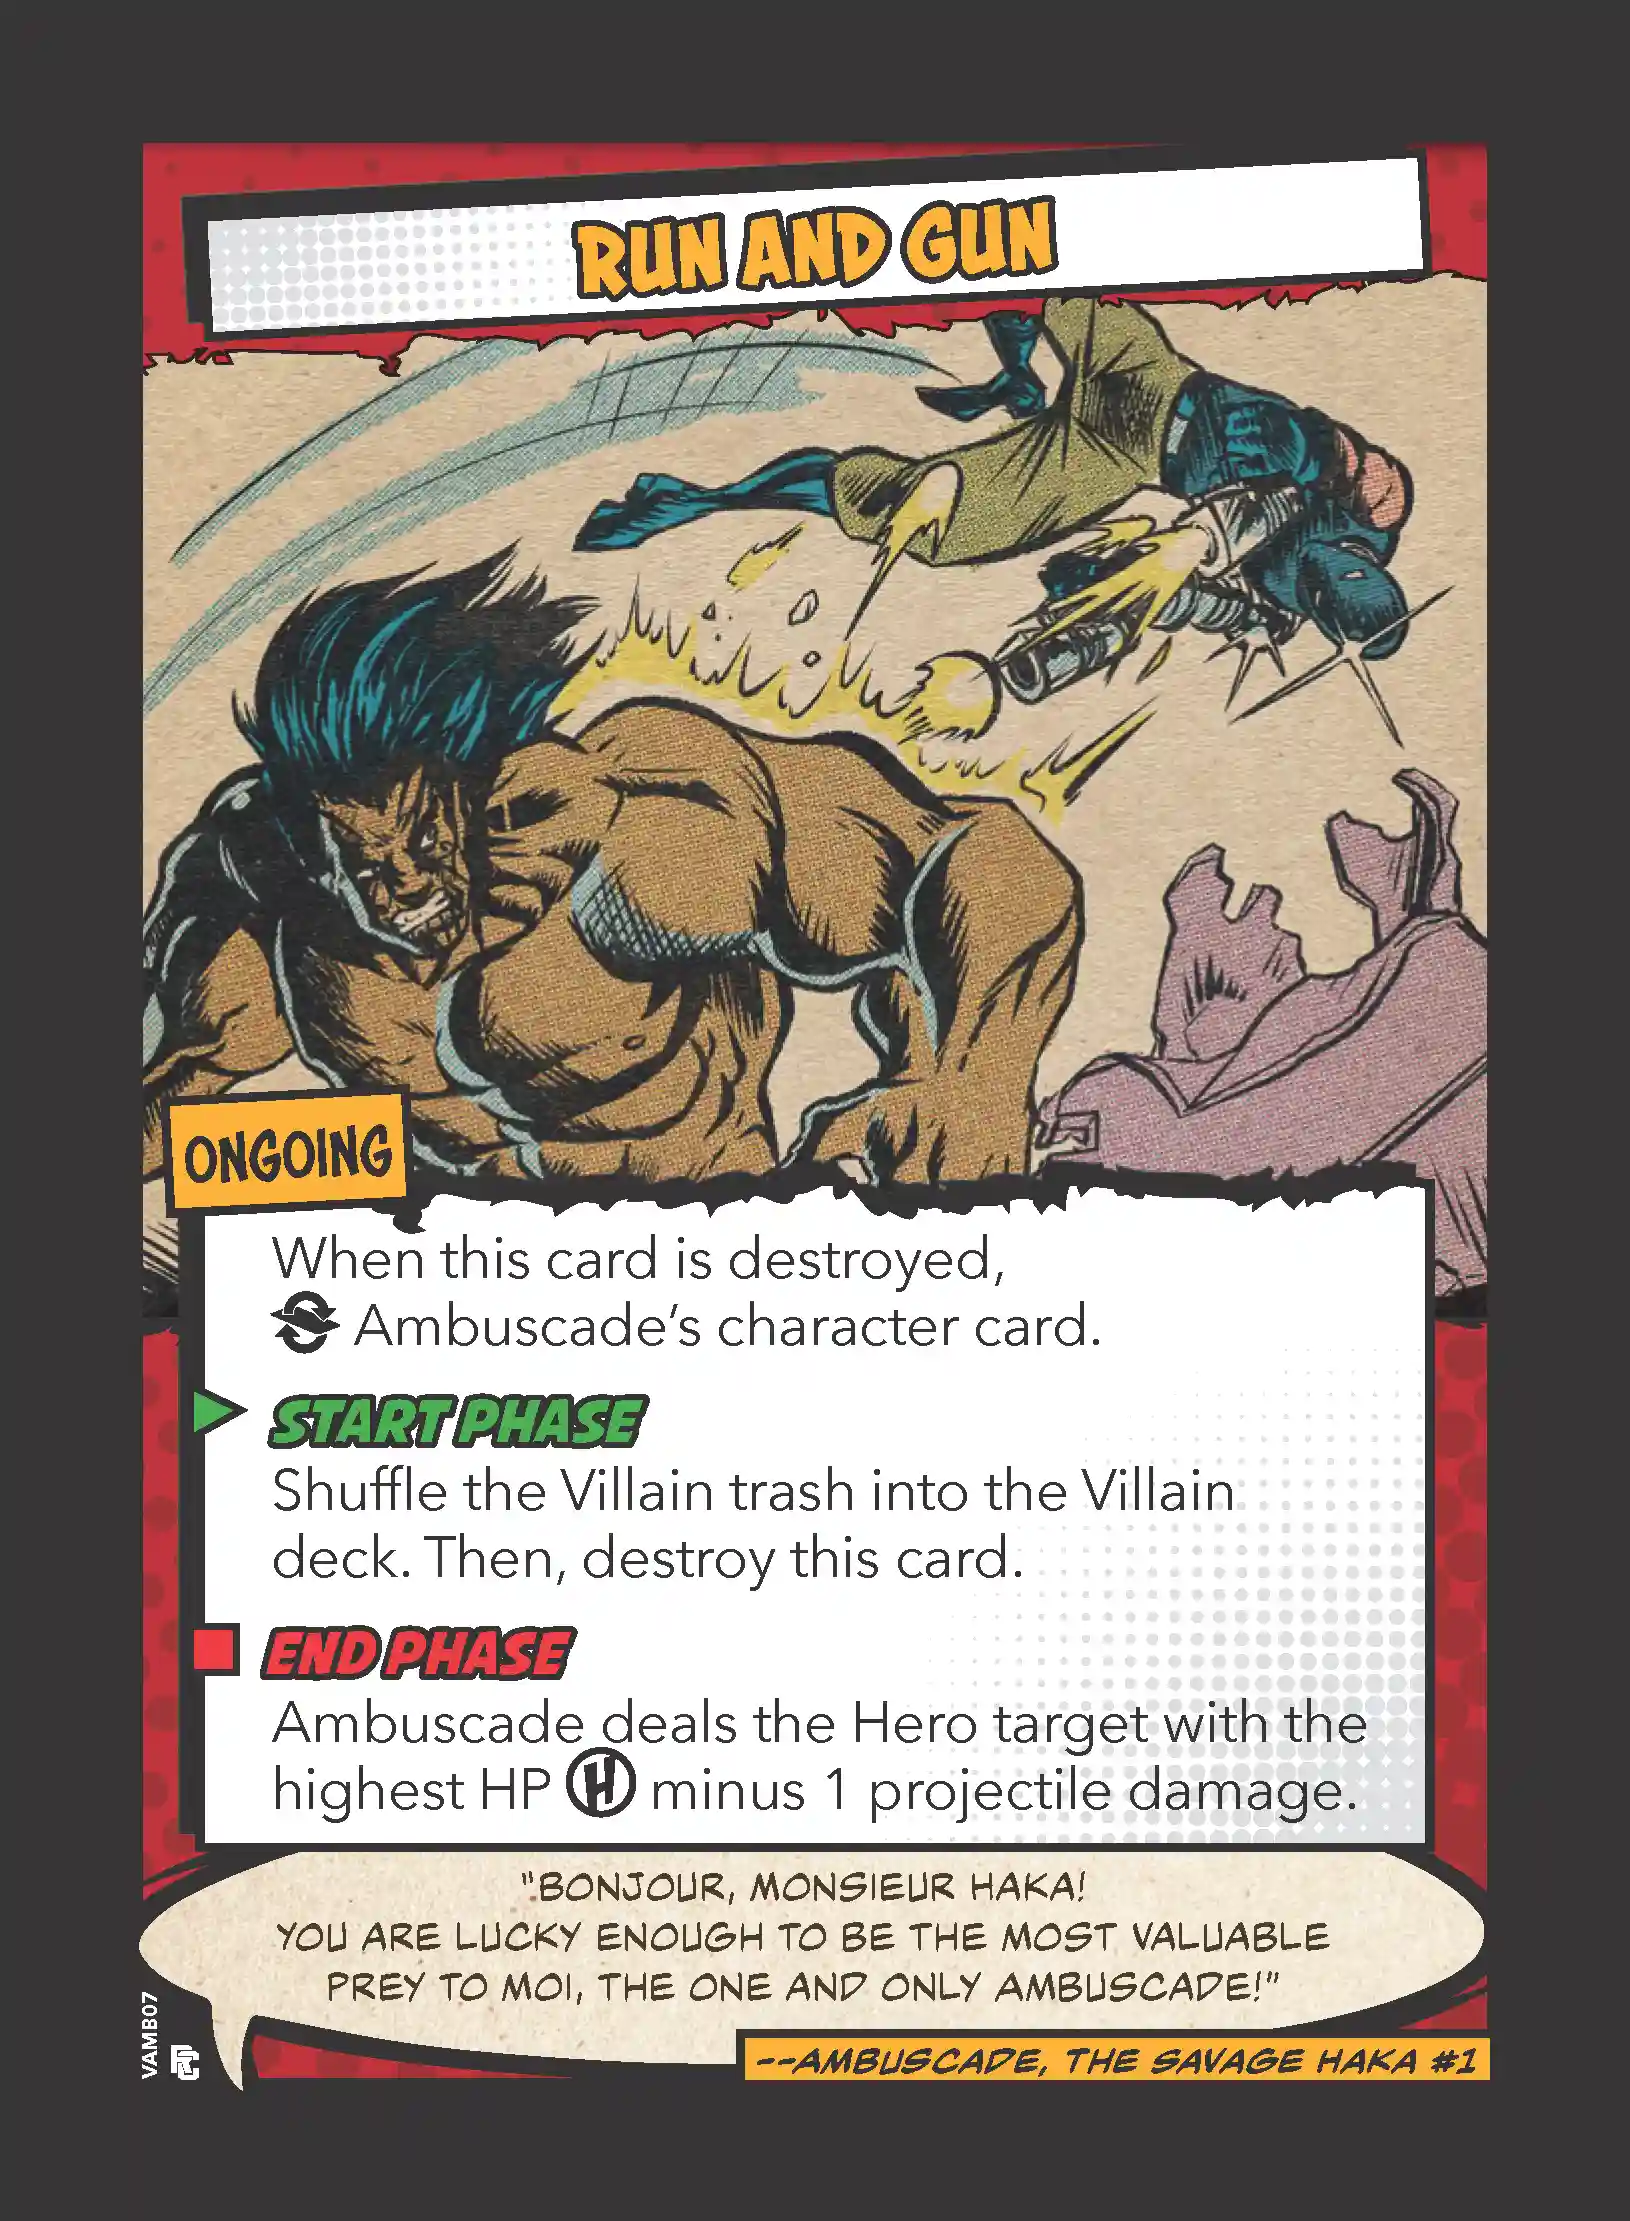 RUN AND GUN
ONGOING
When this card is destroyed,
Ambuscade's character card.
START PHASE
Shuffle the Villain trash into the Villain
deck. Then, destroy this card.
END PHASE
Ambuscade deals the Hero target with the
highest HP H minus 1 projectile damage.
"BONJOUR, MONSIEUR HAKA!
YOU ARE LUCKY ENOUGH TO BE THE MOST VALUABLE
PREY TO MOI, THE ONE AND ONLY AMBUSCADE!"
--AMBUSCADE, THE SAVAGE HAKA #1
VAMB07